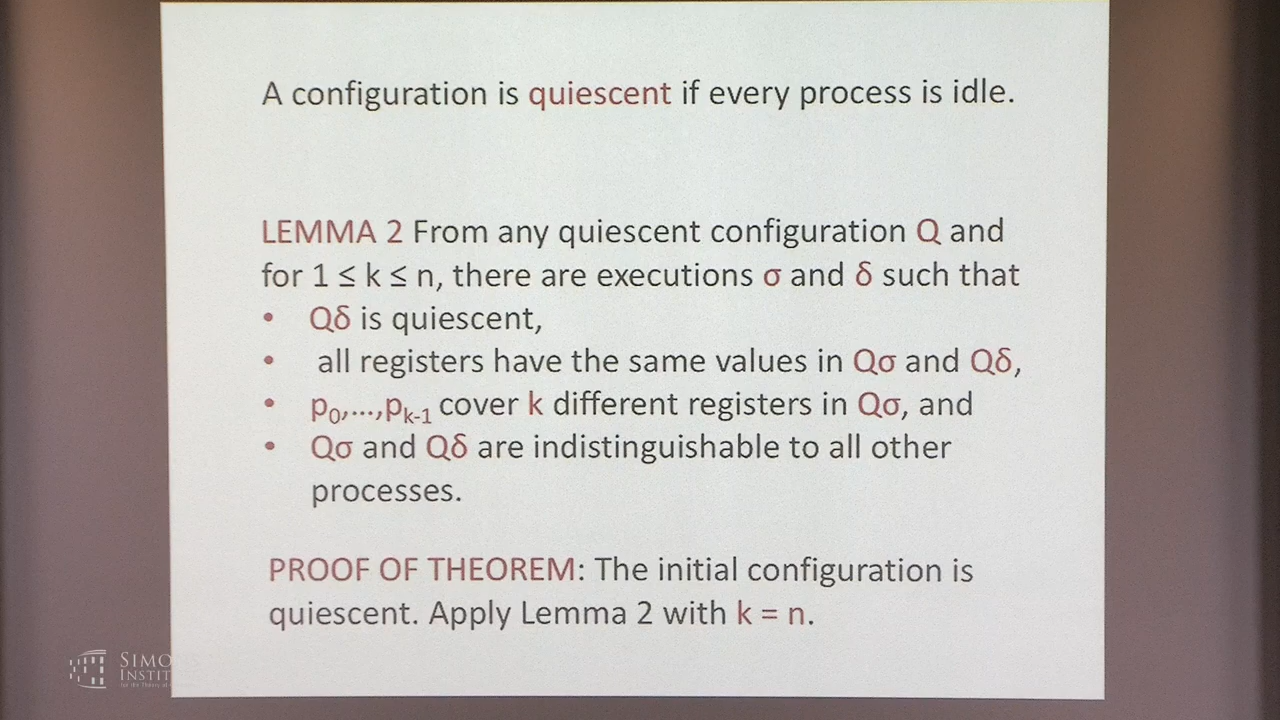 A configuration is quiescent if every process is idle.
LEMMA 2 From any quiescent configuration Q and
for 1 ≤ k ≤ n, there are executions σ and δ such that
• Qδ is quiescent,
• all registers have the same values in Qσ and Qδ,
• p0,...,pk-1 cover k different registers in Qσ, and
• Qσ and Qδ are indistinguishable to all other
processes.
PROOF OF THEOREM: The initial configuration is
quiescent. Apply Lemma 2 with k = n.
SIMO
INSTIT